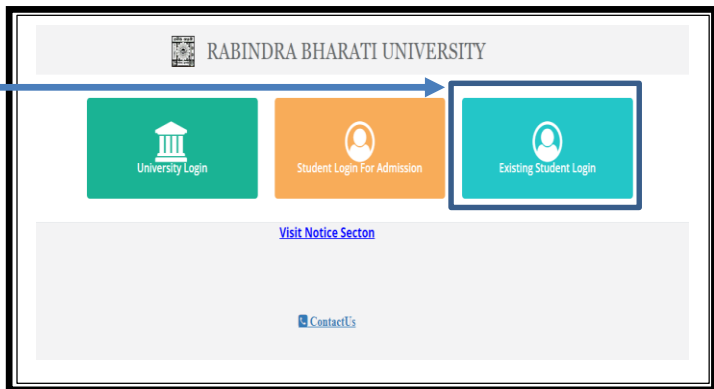 RABINDRA BHARATI UNIVERSITY
University Login
Student Login For Admission
Existing Student Login
Visit Notice Secton
ContactUs